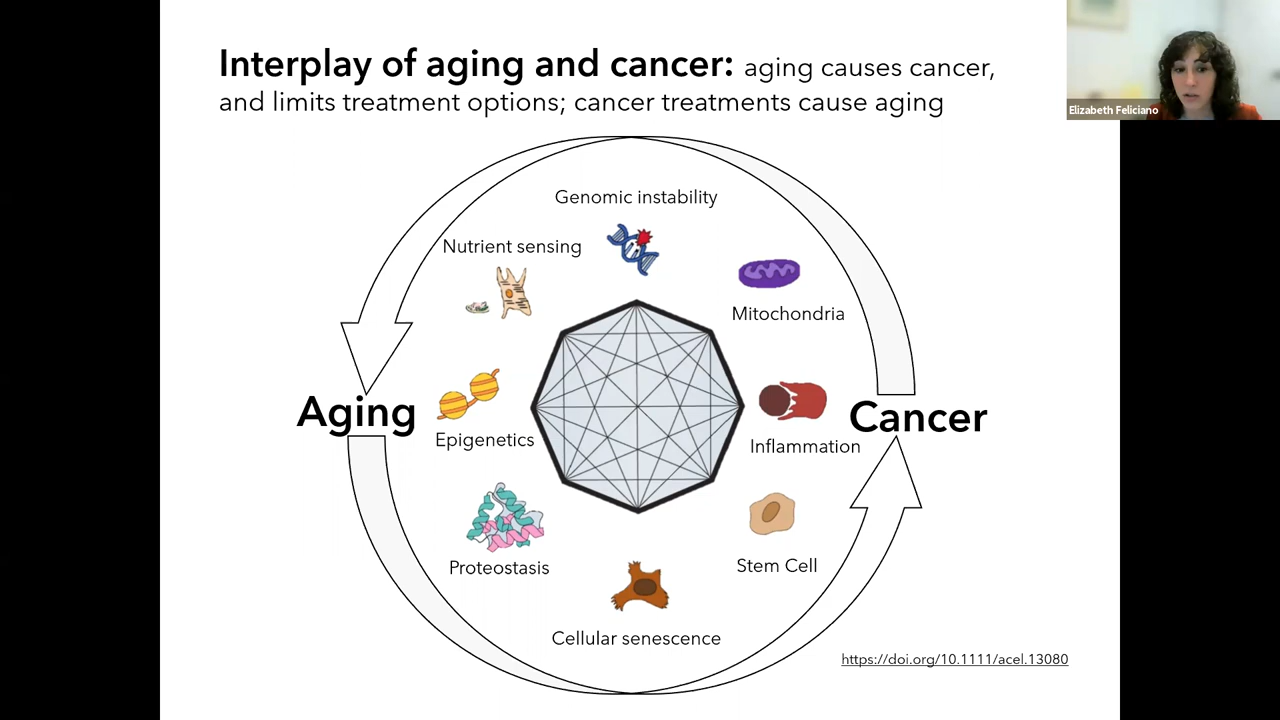 Interplay of aging and cancer: aging causes cancer,
and limits treatment options; cancer treatments cause aging
Elizabeth Feliciano
Genomic instability
Nutrient sensing
Mitochondria
Aging
Cancer
Epigenetics
Inflammation
Proteostasis
Stem Cell
Cellular senescence
https://doi.org/10.1111/acel.13080